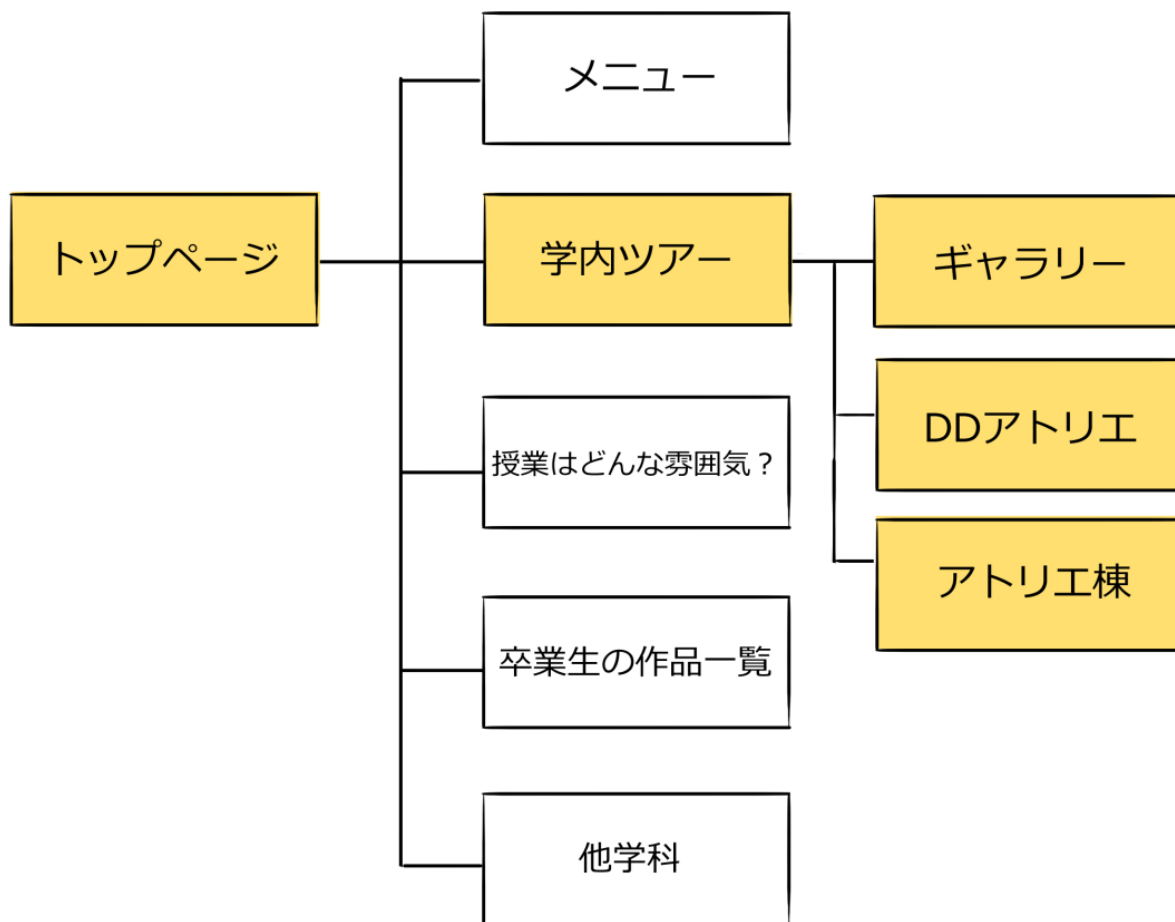 メニュー
トップページ
学内ツアー
ギャラリー
DDアトリエ
授業はどんな雰囲気？
アトリエ棟
卒業生の作品一覧
他学科